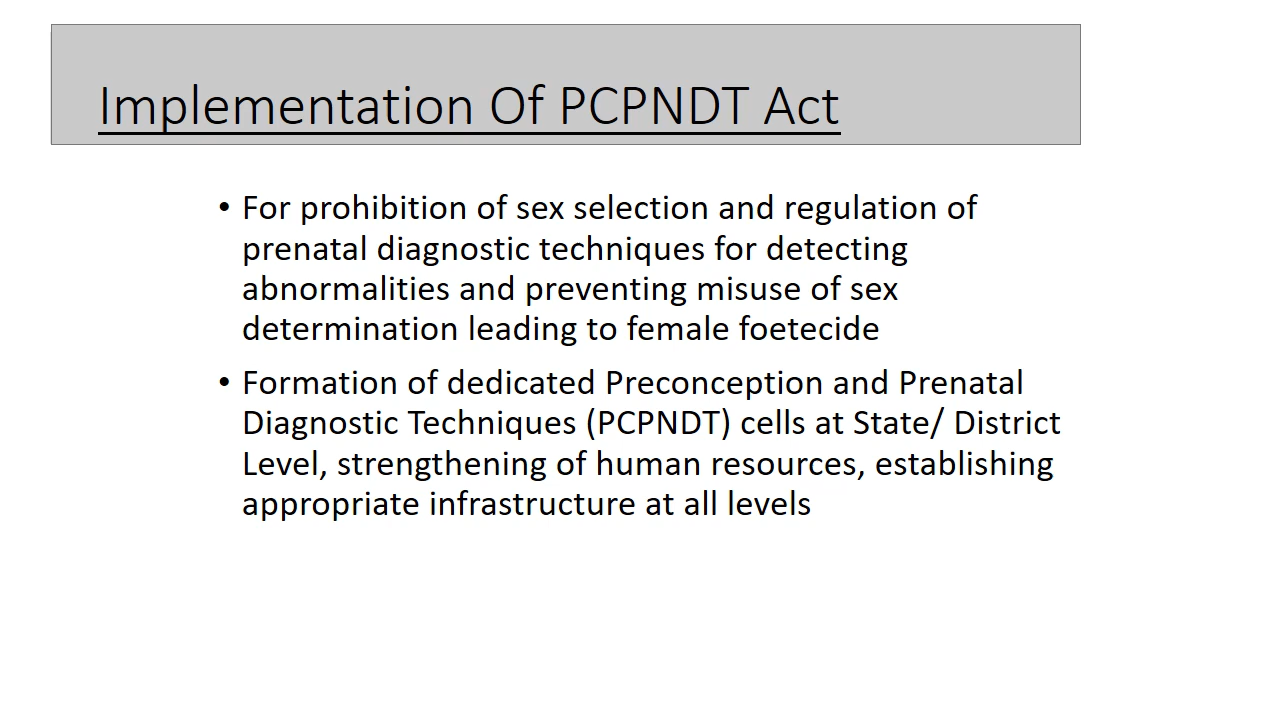 Implementation Of PCPNDT Act
• For prohibition of sex selection and regulation of
prenatal diagnostic techniques for detecting
abnormalities and preventing misuse of sex
determination leading to female foetecide
• Formation of dedicated Preconception and Prenatal
Diagnostic Techniques (PCPNDT) cells at State/ District
Level, strengthening of human resources, establishing
appropriate infrastructure at all levels